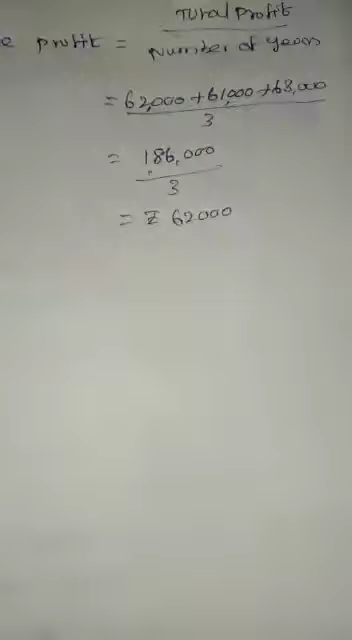 Total Profit
e profit = Number of years
= 62,000 + 61,000 + 63,000
3
= 186,000
3
= ₹ 62000